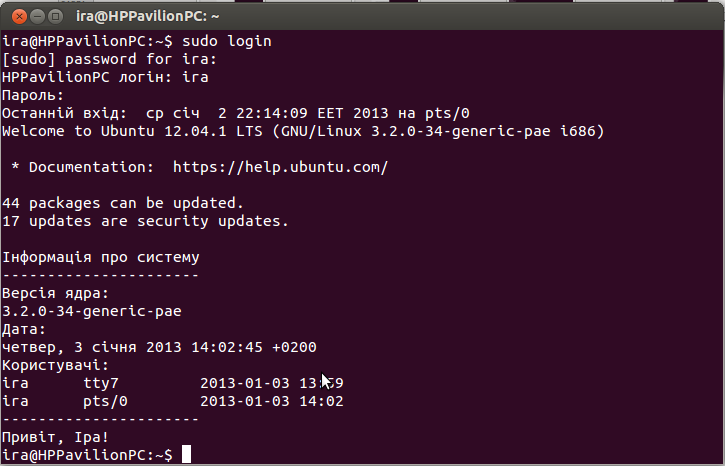 ira@HPPavilionPC: ~
ira@HPPavilionPC:~$ sudo login
[sudo] password for ira:
HPPavilionPC логін: ira
Пароль:
Останній вхід:  ср січ  2 22:14:09 EET 2013 на pts/0
Welcome to Ubuntu 12.04.1 LTS (GNU/Linux 3.2.0-34-generic-pae i686)
 * Documentation:  https://help.ubuntu.com/
44 packages can be updated.
17 updates are security updates.
Інформація про систему
----------------------
Версія ядра:
3.2.0-34-generic-pae
Дата:
четвер, 3 січня 2013 14:02:45 +0200
Користувачі:
ira      tty7         2013-01-03 13:59
ira      pts/0        2013-01-03 14:02
----------------------
Привіт, Іра!
ira@HPPavilionPC:~$